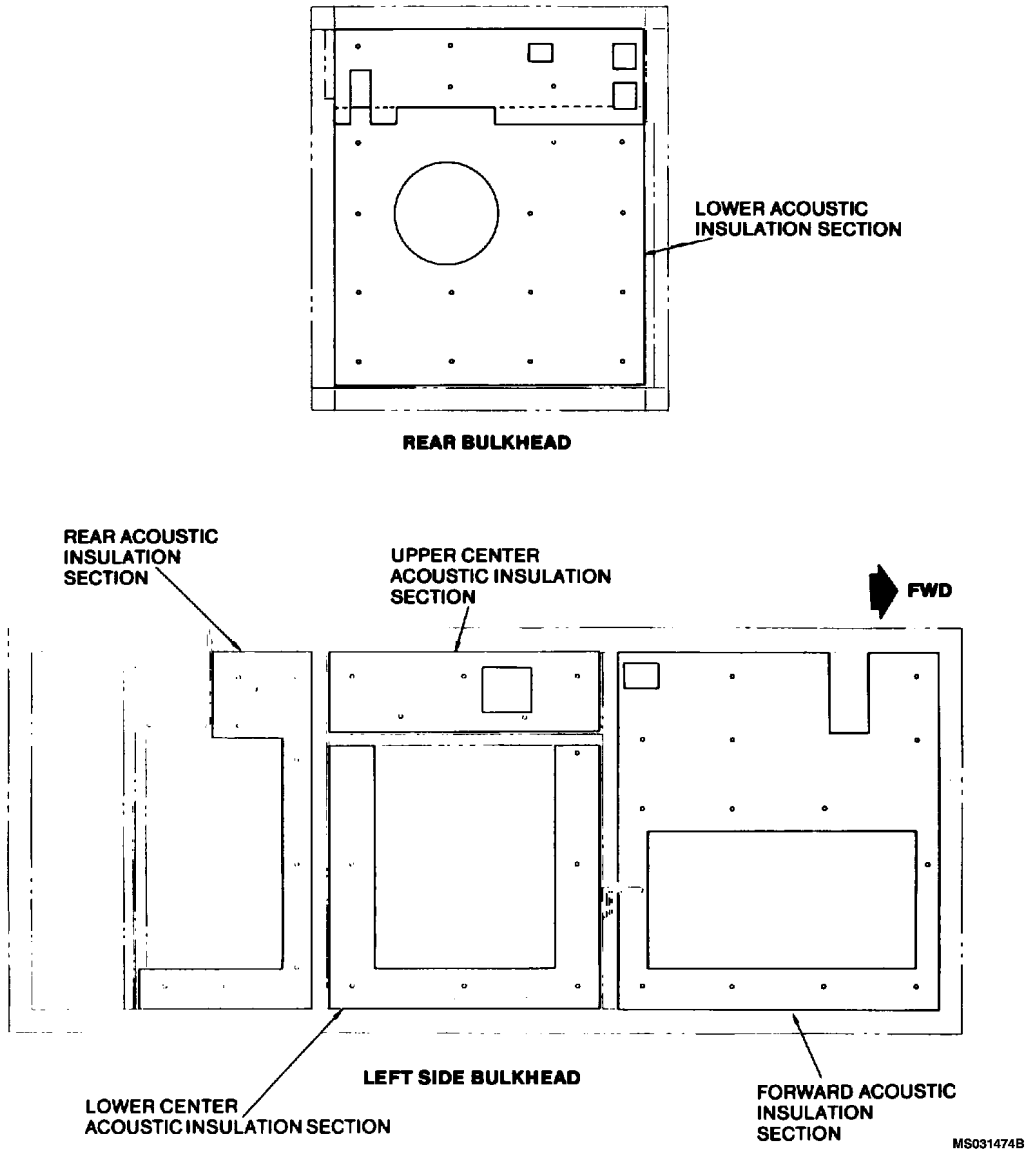 LOWER ACOUSTIC
INSULATION SECTION
REAR BULKHEAD
REAR ACOUSTIC
INSULATION
SECTION
UPPER CENTER
ACOUSTIC INSULATION
SECTION
FWD
LEFT SIDE BULKHEAD
LOWER CENTER
ACOUSTIC INSULATION SECTION
FORWARD ACOUSTIC
INSULATION
SECTION
MS031474B